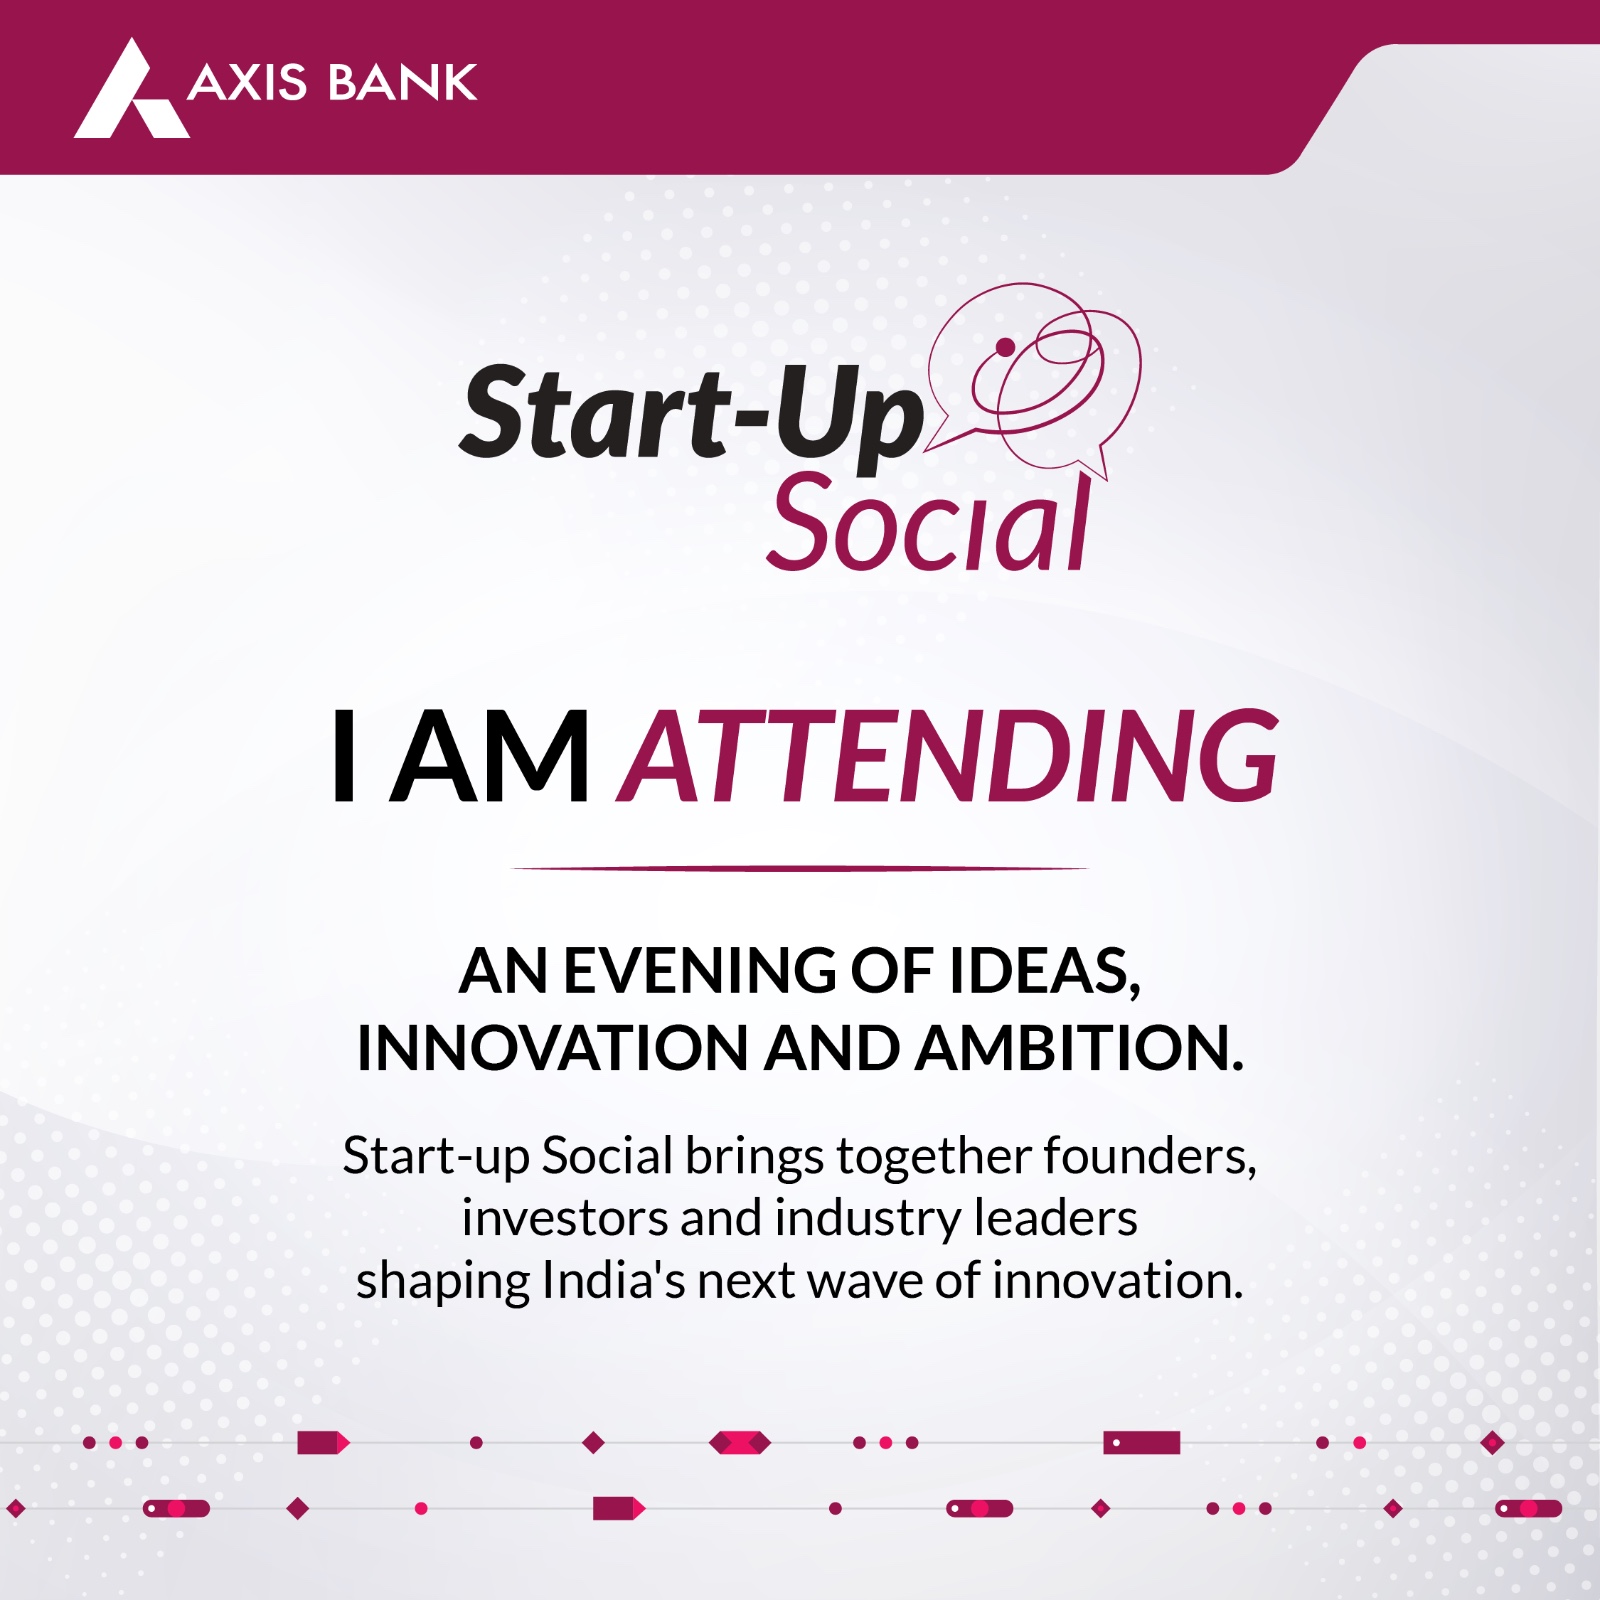 AXIS BANK
Start-Up
Social
I AM ATTENDING
AN EVENING OF IDEAS,
INNOVATION AND AMBITION.
Start-up Social brings together founders,
investors and industry leaders
shaping India's next wave of innovation.